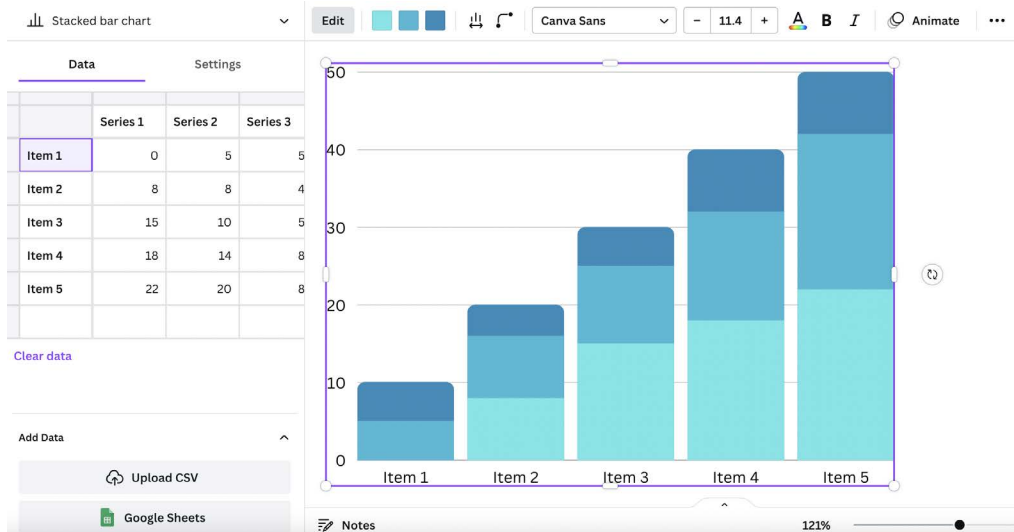 Stacked bar chart
Edit
Canva Sans
– 11.4 +
A B I
Animate
Data Settings
Series 1 Series 2 Series 3
Item 1 0 5 5
Item 2 8 8 4
Item 3 15 10 5
Item 4 18 14 8
Item 5 22 20 8
Clear data
Add Data
Upload CSV
Google Sheets
50
40
30
20
10
0
Item 1 Item 2 Item 3 Item 4 Item 5
Notes
121%